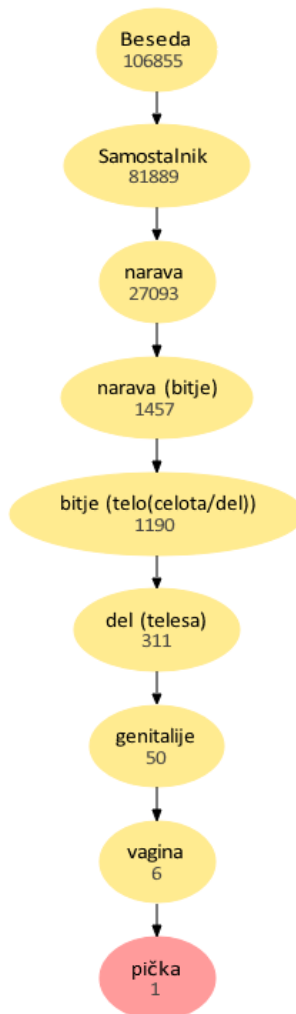 Beseda
106855
Samostalnik
81889
narava
27093
narava (bitje)
1457
bitje (telo(celota/del))
1190
del (telesa)
311
genitalije
50
vagina
6
pička
1